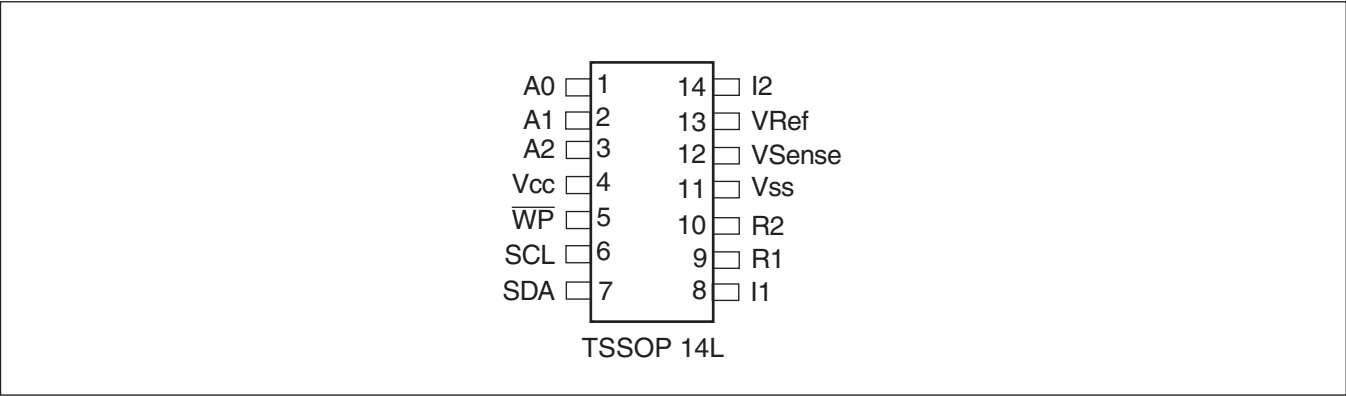 A0 1 14 I2
A1 2 13 VRef
A2 3 12 VSense
Vcc 4 11 Vss
W̅P̅ 5 10 R2
SCL 6 9 R1
SDA 7 8 I1
TSSOP 14L